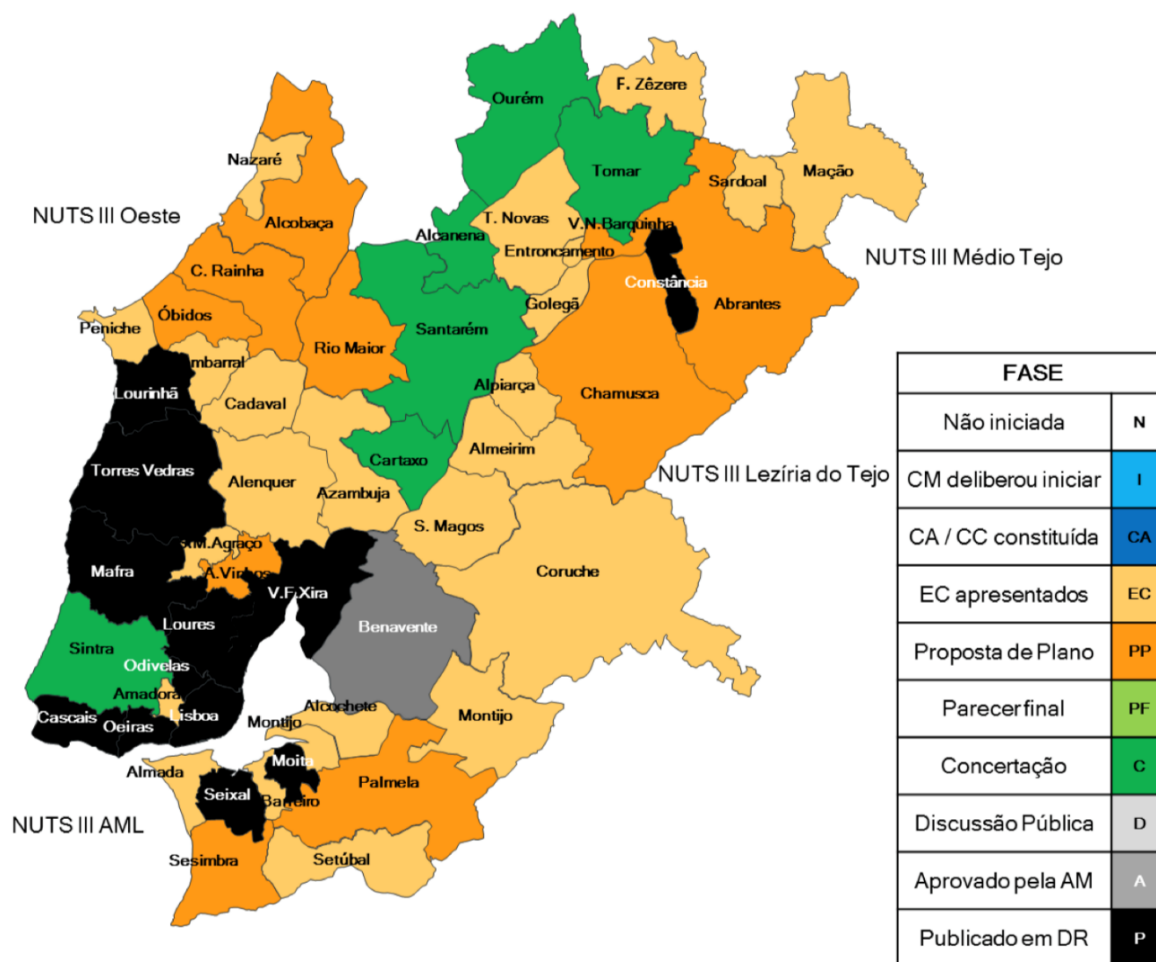 Ourém
F. Zêzere
Nazaré
Tomar
Sardoal
Mação
NUTS III Oeste
Alcobaça
T. Novas
V.N.Barquinha
Alcanena
Entroncamento
NUTS III Médio Tejo
C. Rainha
Constância
Golegã
Abrantes
Óbidos
Peniche
Santarém
Rio Maior
mbarral
Lourinhã
Alpiarça
Chamusca
Cadaval
Almeirim
Cartaxo
Torres Vedras
NUTS III Lezíria do Tejo
Alenquer
Azambuja
S. Magos
.M.Agraço
Mafra
A.Vinhos
Coruche
V.F.Xira
Loures
Benavente
Sintra
Odivelas
Amadora
Alcochete
Cascais
Lisboa
Montijo
Montijo
Oeiras
Almada
Moita
Palmela
Seixal
Barreiro
NUTS III AML
Sesimbra
Setúbal
FASE
Não iniciada N
CM deliberou iniciar I
CA / CC constituída CA
EC apresentados EC
Proposta de Plano PP
Parecer final PF
Concertação C
Discussão Pública D
Aprovado pela AM A
Publicado em DR P